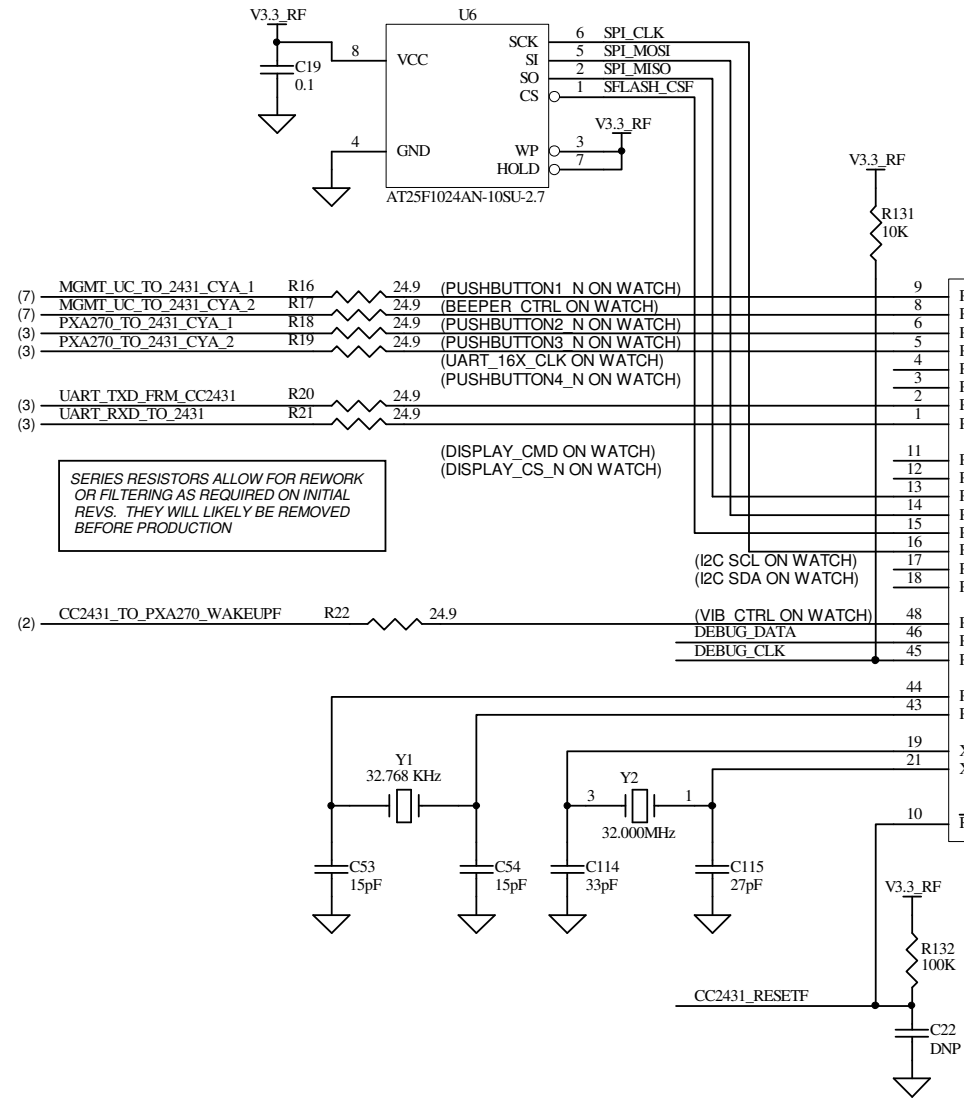 V3.3_RF
U6
C19
0.1
8
VCC
4
GND
SCK
6
SPI_CLK
SI
5
SPI_MOSI
SO
2
SPI_MISO
CS
1
SFLASH_CSF
V3.3_RF
WP
3
HOLD
7
AT25F1024AN-10SU-2.7
V3.3_RF
R131
10K
(7) MGMT_UC_TO_2431_CYA_1 R16 24.9 (PUSHBUTTON1_N ON WATCH) 9
(7) MGMT_UC_TO_2431_CYA_2 R17 24.9 (BEEPER_CTRL ON WATCH) 8
(3) PXA270_TO_2431_CYA_1 R18 24.9 (PUSHBUTTON2_N ON WATCH) 6
(3) PXA270_TO_2431_CYA_2 R19 24.9 (PUSHBUTTON3_N ON WATCH) 5
(UART_16X_CLK ON WATCH) 4
(PUSHBUTTON4_N ON WATCH) 3
(3) UART_TXD_FRM_CC2431 R20 24.9 2
(3) UART_RXD_TO_2431 R21 24.9 1
(DISPLAY_CMD ON WATCH) 11
(DISPLAY_CS_N ON WATCH) 12
13
14
15
16
(I2C SCL ON WATCH) 17
(I2C SDA ON WATCH) 18
SERIES RESISTORS ALLOW FOR REWORK
OR FILTERING AS REQUIRED ON INITIAL
REVS. THEY WILL LIKELY BE REMOVED
BEFORE PRODUCTION
(2) CC2431_TO_PXA270_WAKEUPF R22 24.9 (VIB_CTRL ON WATCH) 48
DEBUG_DATA 46
DEBUG_CLK 45
44
43
19
21
10
Y1
32.768 KHz
Y2
3
1
32.000MHz
C53
15pF
C54
15pF
C114
33pF
C115
27pF
V3.3_RF
R132
100K
CC2431_RESETF
C22
DNP